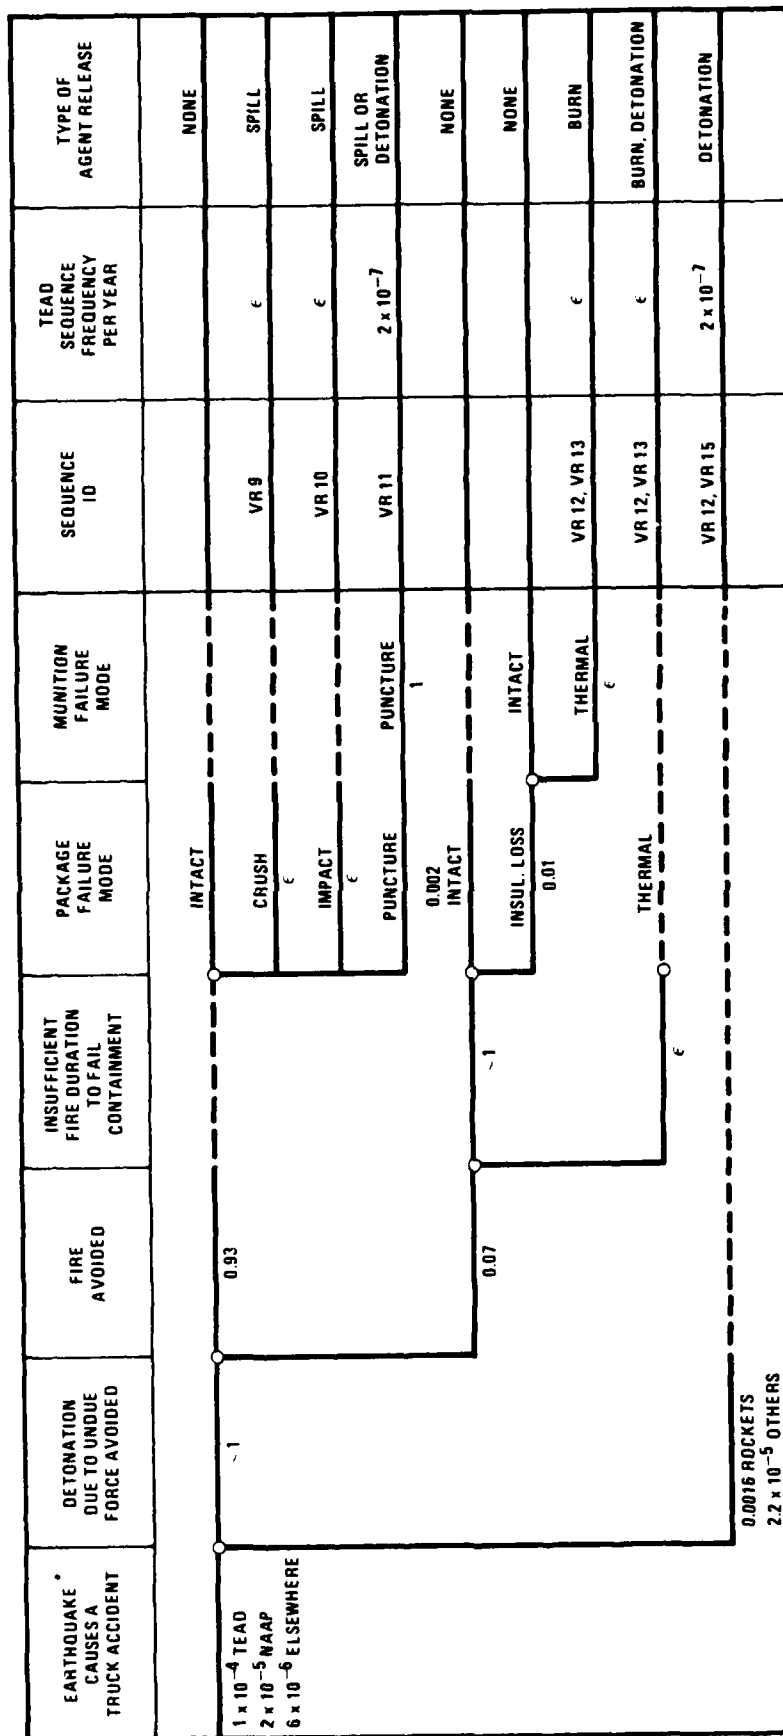 EARTHQUAKE*
CAUSES A
TRUCK ACCIDENT
DETONATION
DUE TO UNDUE
FORCE AVOIDED
FIRE
AVOIDED
INSUFFICIENT
FIRE DURATION
TO FAIL
CONTAINMENT
PACKAGE
FAILURE
MODE
MUNITION
FAILURE
MODE
SEQUENCE
ID
TEAD
SEQUENCE
FREQUENCY
PER YEAR
TYPE OF
AGENT RELEASE
INTACT
NONE
1 x 10⁻⁴ TEAD
2 x 10⁻⁵ NAAP
6 x 10⁻⁶ ELSEWHERE
~1
0.93
CRUSH
ϵ
VR 9
ϵ
SPILL
IMPACT
ϵ
VR 10
ϵ
SPILL
PUNCTURE
PUNCTURE
1
VR 11
2 x 10⁻⁷
SPILL OR
DETONATION
0.002
INTACT
NONE
0.07
~1
INSUL. LOSS
0.01
INTACT
NONE
THERMAL
ϵ
VR 12, VR 13
ϵ
BURN
ϵ
THERMAL
VR 12, VR 13
ϵ
BURN, DETONATION
VR 12, VR 15
2 x 10⁻⁷
DETONATION
0.0016 ROCKETS
2.2 x 10⁻⁵ OTHERS